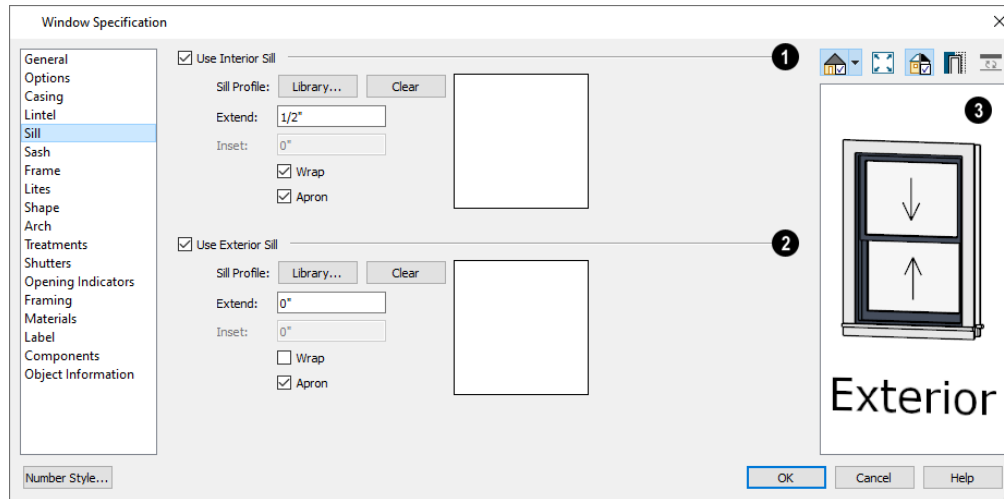 Window Specification
General
Options
Casing
Lintel
Sill
Sash
Frame
Lites
Shape
Arch
Treatments
Shutters
Opening Indicators
Framing
Materials
Label
Components
Object Information
Use Interior Sill
1
Sill Profile: Library... Clear
Extend: 1/2"
Inset: 0"
Wrap
Apron
Use Exterior Sill
2
Sill Profile: Library... Clear
Extend: 0"
Inset: 0"
Wrap
Apron
3
Exterior
Number Style...
OK Cancel Help